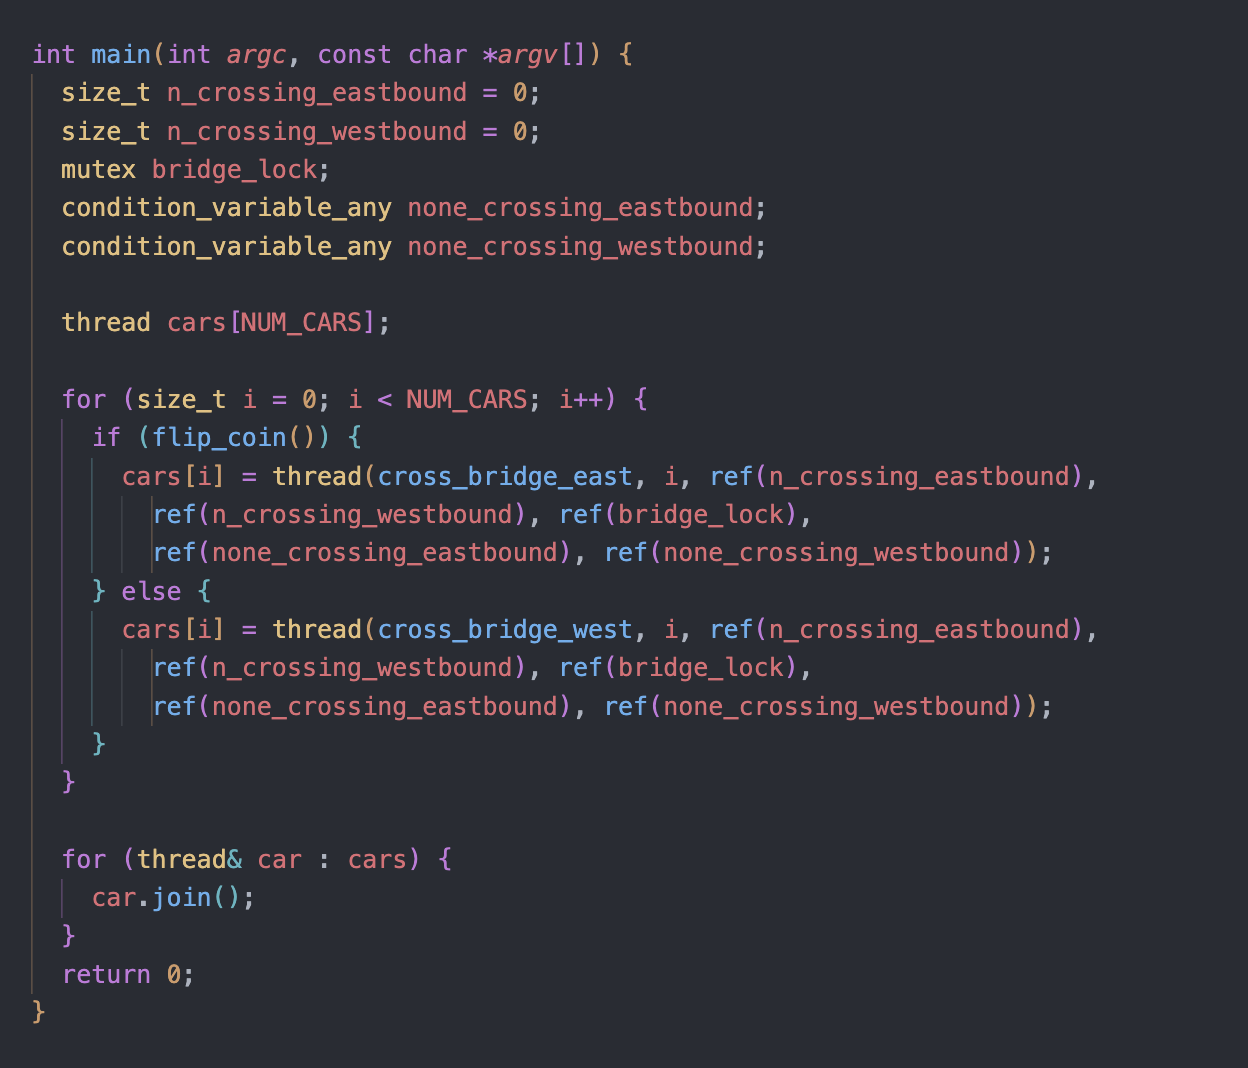 int main(int argc, const char *argv[]) {
  size_t n_crossing_eastbound = 0;
  size_t n_crossing_westbound = 0;
  mutex bridge_lock;
  condition_variable_any none_crossing_eastbound;
  condition_variable_any none_crossing_westbound;

  thread cars[NUM_CARS];

  for (size_t i = 0; i < NUM_CARS; i++) {
    if (flip_coin()) {
      cars[i] = thread(cross_bridge_east, i, ref(n_crossing_eastbound),
        ref(n_crossing_westbound), ref(bridge_lock),
        ref(none_crossing_eastbound), ref(none_crossing_westbound));
    } else {
      cars[i] = thread(cross_bridge_west, i, ref(n_crossing_eastbound),
        ref(n_crossing_westbound), ref(bridge_lock),
        ref(none_crossing_eastbound), ref(none_crossing_westbound));
    }
  }

  for (thread& car : cars) {
    car.join();
  }
  return 0;
}